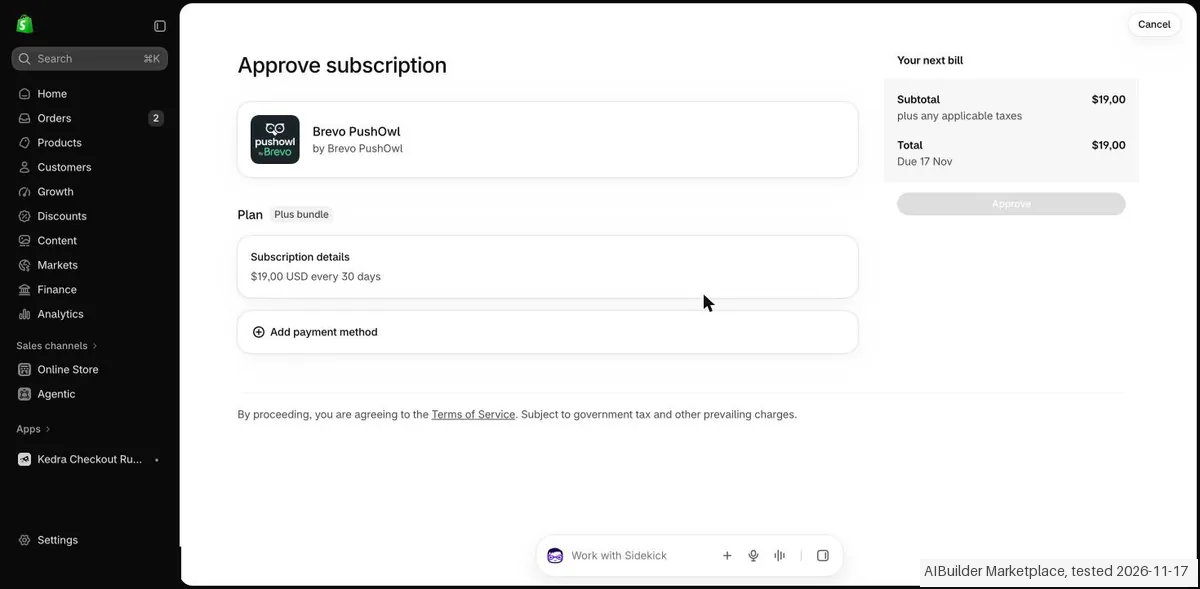 Search ⌘K
Home
Orders 2
Products
Customers
Growth
Discounts
Content
Markets
Finance
Analytics
Sales channels
Online Store
Agentic
Apps
Kedra Checkout Ru...
Settings
Cancel
Approve subscription
pushowl
by Brevo
Brevo PushOwl
by Brevo PushOwl
Plan Plus bundle
Subscription details
$19,00 USD every 30 days
Add payment method
By proceeding, you are agreeing to the Terms of Service. Subject to government tax and other prevailing charges.
Your next bill
Subtotal $19,00
plus any applicable taxes
Total $19,00
Due 17 Nov
Approve
Work with Sidekick
AIBuilder Marketplace, tested 2026-11-17